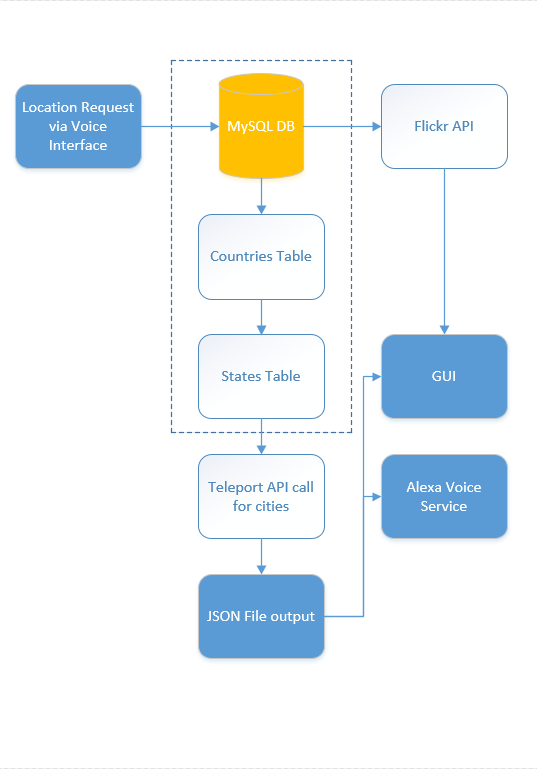 Location Request
via Voice
Interface
MySQL DB
Flickr API
Countries Table
States Table
GUI
Teleport API call
for cities
Alexa Voice
Service
JSON File output